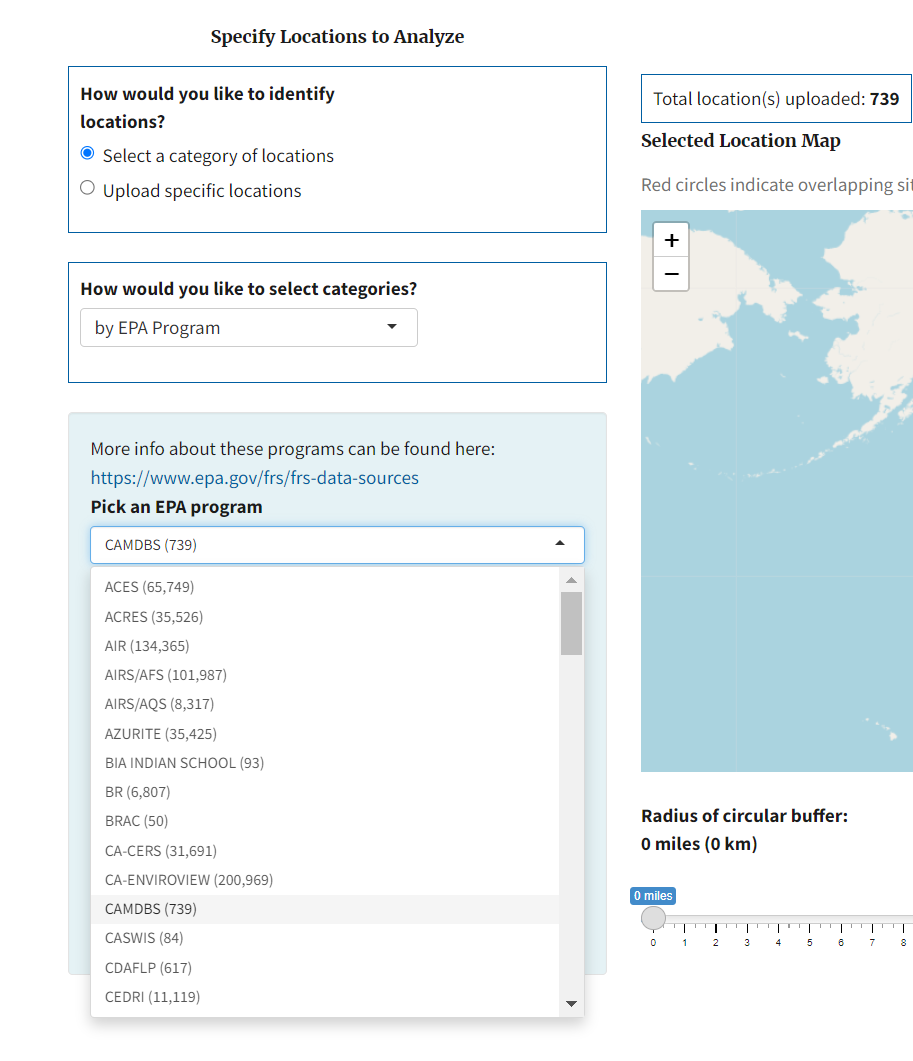 Specify Locations to Analyze
How would you like to identify
locations?
Select a category of locations
Upload specific locations
How would you like to select categories?
by EPA Program
More info about these programs can be found here:
https://www.epa.gov/frs/frs-data-sources
Pick an EPA program
CAMDBS (739)
ACES (65,749)
ACRES (35,526)
AIR (134,365)
AIRS/AFS (101,987)
AIRS/AQS (8,317)
AZURITE (35,425)
BIA INDIAN SCHOOL (93)
BR (6,807)
BRAC (50)
CA-CERS (31,691)
CA-ENVIROVIEW (200,969)
CAMDBS (739)
CASWIS (84)
CDAFLP (617)
CEDRI (11,119)
Total location(s) uploaded: 739
Selected Location Map
Red circles indicate overlapping
+
−
Radius of circular buffer:
0 miles (0 km)
0 miles
0 1 2 3 4 5 6 7 8